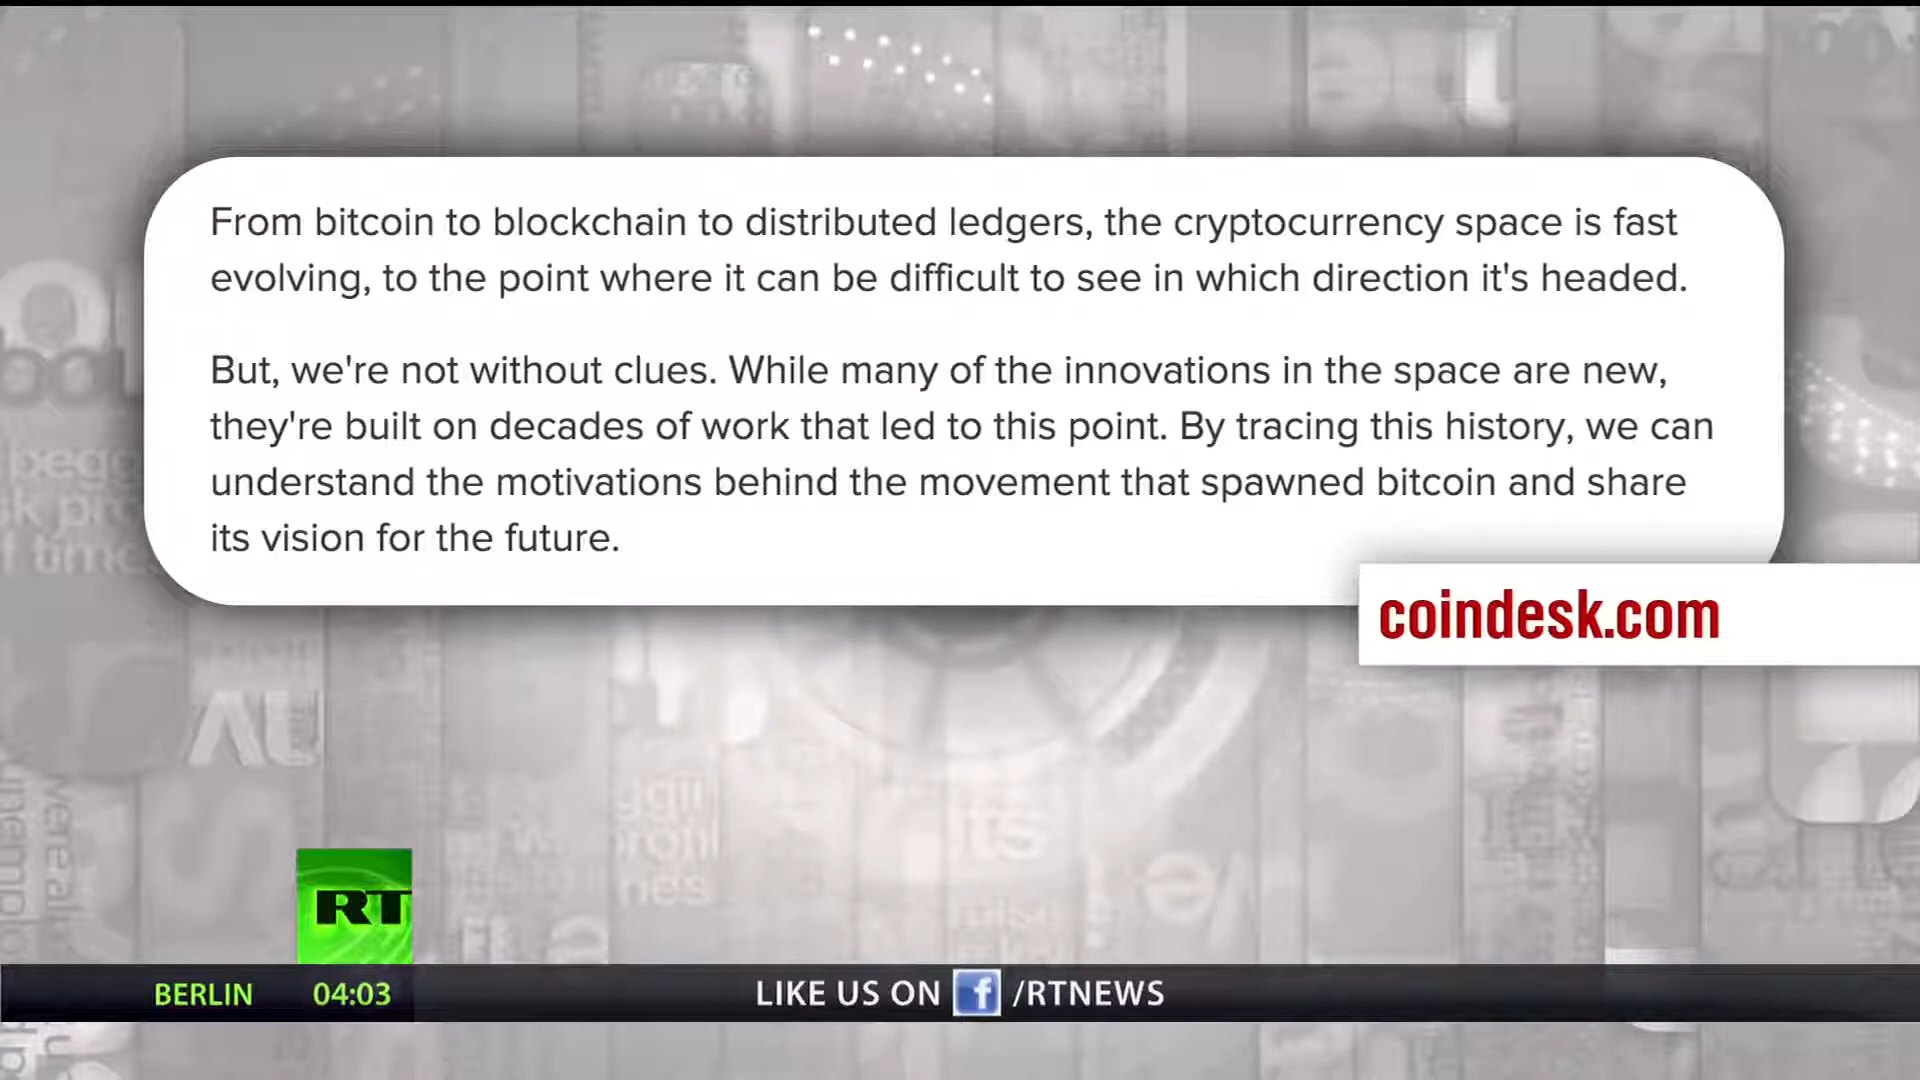 From bitcoin to blockchain to distributed ledgers, the cryptocurrency space is fast
evolving, to the point where it can be difficult to see in which direction it's headed.
But, we're not without clues. While many of the innovations in the space are new,
they're built on decades of work that led to this point. By tracing this history, we can
understand the motivations behind the movement that spawned bitcoin and share
its vision for the future.
coindesk.com
RT
BERLIN 04:03
LIKE US ON f /RTNEWS